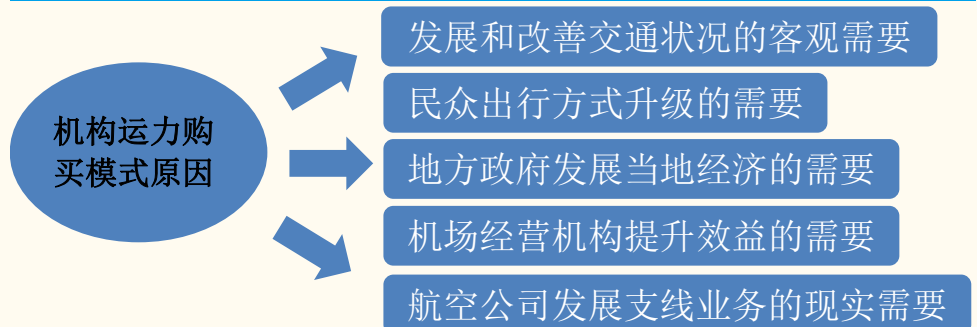 机构运力购
买模式原因
发展和改善交通状况的客观需要
民众出行方式升级的需要
地方政府发展当地经济的需要
机场经营机构提升效益的需要
航空公司发展支线业务的现实需要